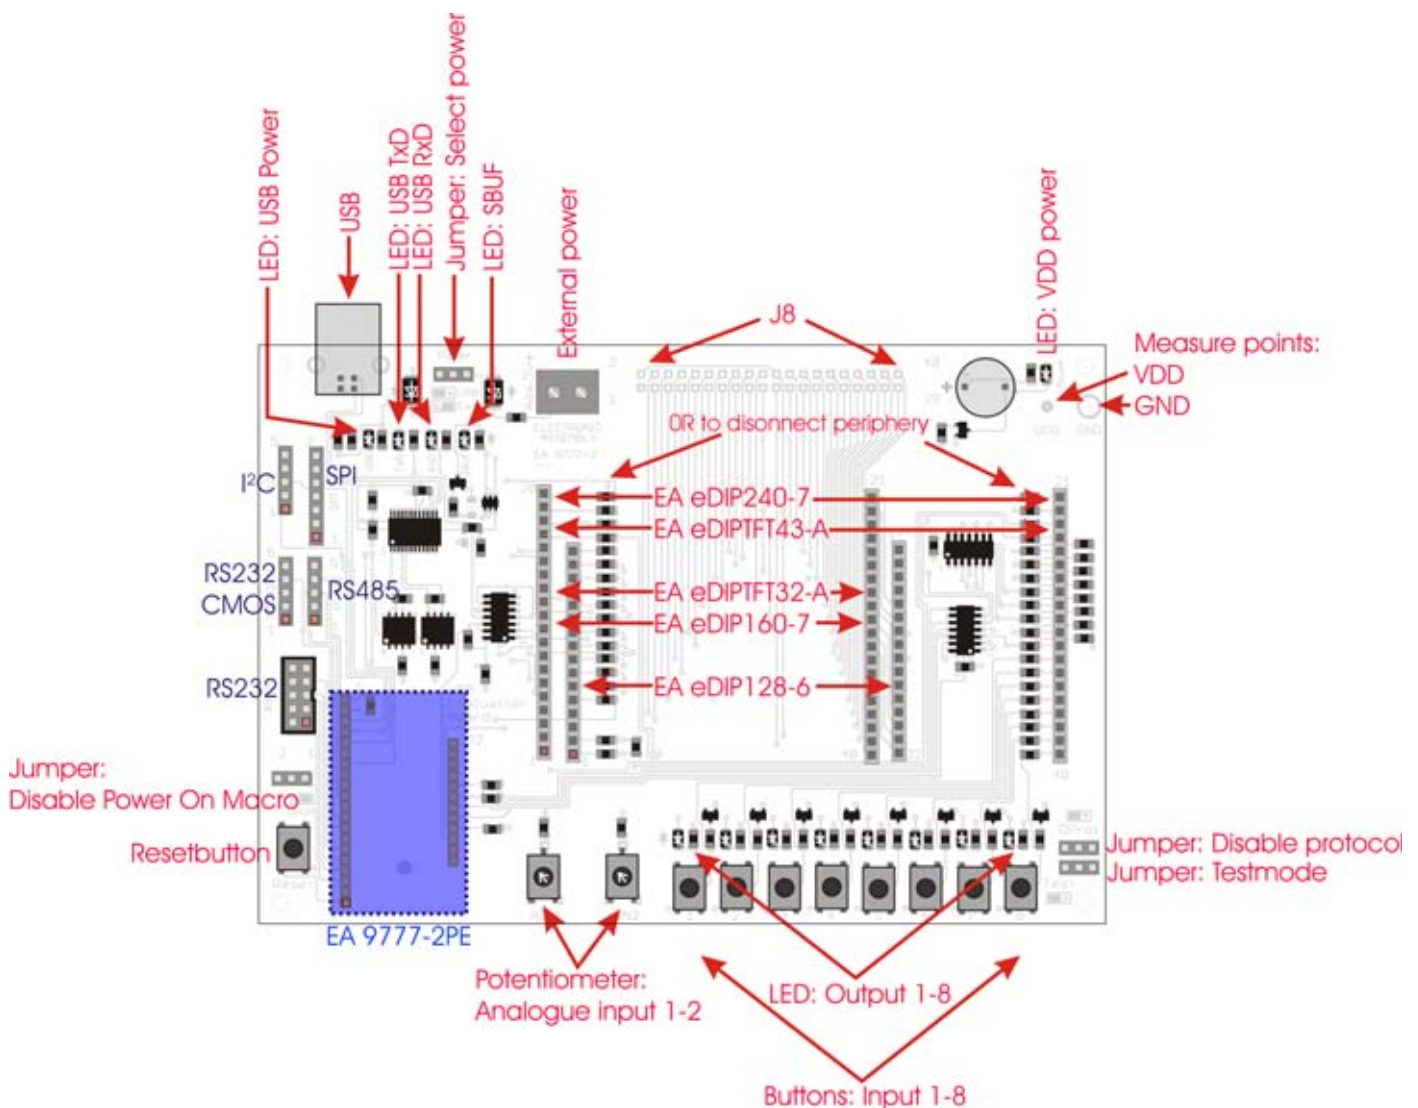 LED: USB Power
USB
LED: USB TxD
LED: USB RxD
Jumper: Select power
LED: SBUF
External power
J8
LED: VDD power
Measure points:
VDD
GND
0R to disonnect periphery
I²C
SPI
EA eDIP240-7
EA eDIPTFT43-A
RS232
CMOS
RS485
EA eDIPTFT32-A
EA eDIP160-7
RS232
EA eDIP128-6
Jumper:
Disable Power On Macro
Resetbutton
Jumper: Disable protocol
Jumper: Testmode
EA 9777-2PE
Potentiometer:
Analogue input 1-2
LED: Output 1-8
Buttons: Input 1-8